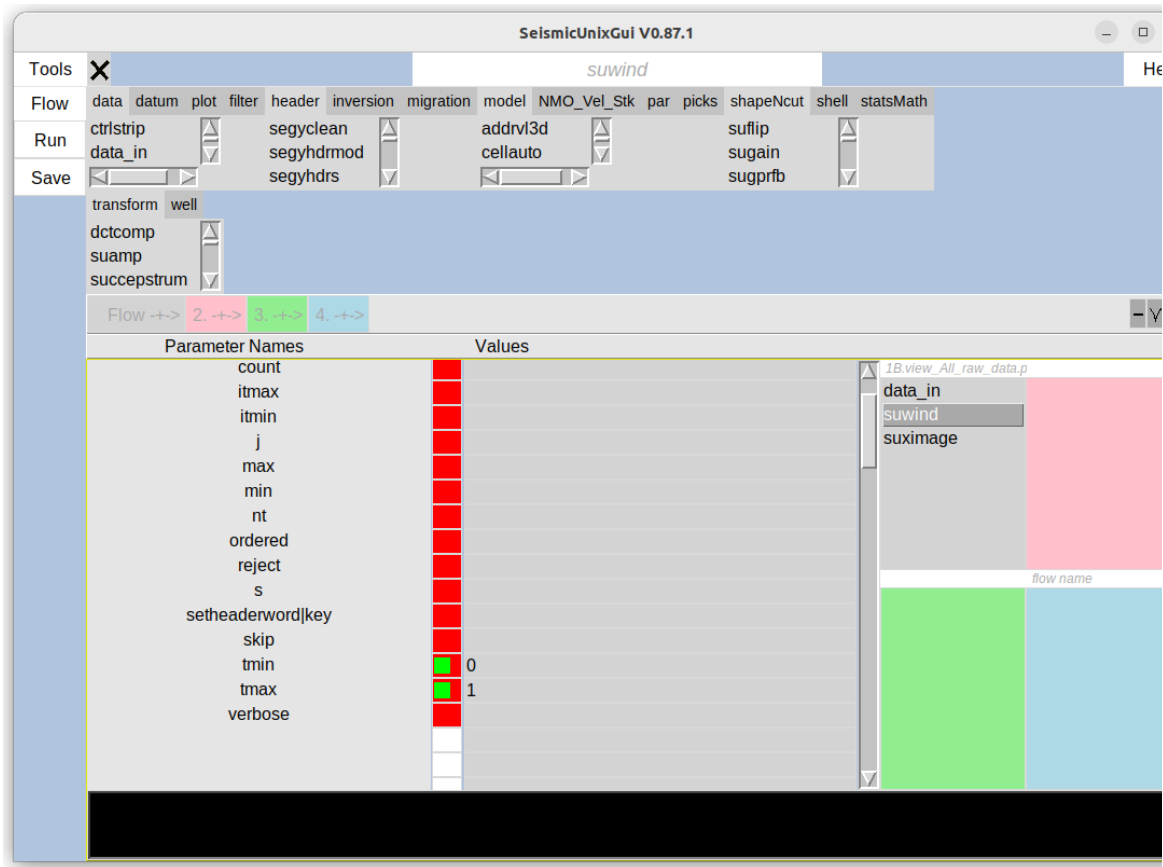 SeismicUnixGui V0.87.1
Tools
suwind
He
Flow
data datum plot filter header inversion migration model NMO_Vel_Stk par picks shapeNcut shell statsMath
Run
ctrlstrip
data_in
segyclean
segyhdrmod
segyhdrs
addrvl3d
cellauto
suflip
sugain
sugprfb
Save
transform well
dctcomp
suamp
succepstrum
Flow -+-> 2. -+-> 3. -+-> 4. -+->
Parameter Names Values
count
itmax
itmin
j
max
min
nt
ordered
reject
s
setheaderword|key
skip
tmin 0
tmax 1
verbose
1B.view_All_raw_data.p
data_in
suwind
suximage
flow name